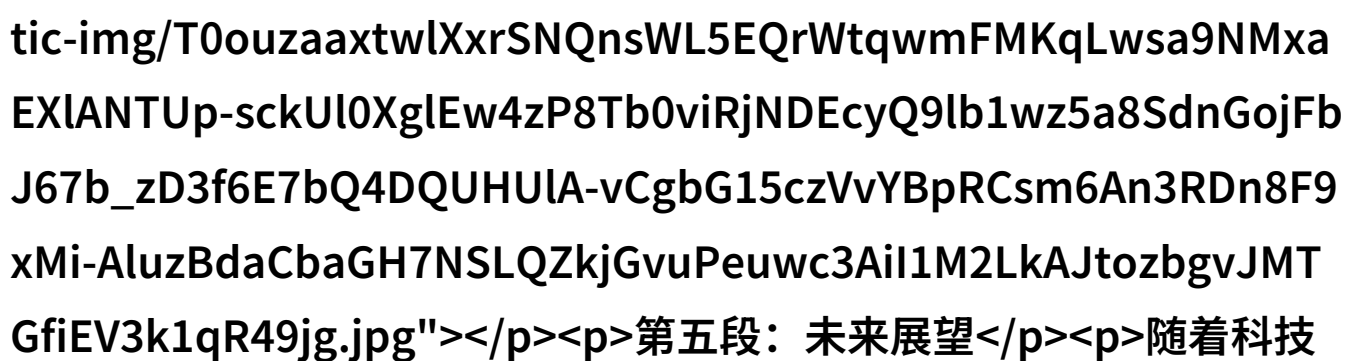 tic-img/T0ouzaaxtwlXxrSNQnsWL5EQrWtqwmFMKqLwsa9NMxa
EXlANTUp-sckUl0XglEw4zP8Tb0viRjNDEcyQ9lb1wz5a8SdnGojFb
J67b_zD3f6E7bQ4DQUHUlA-vCgbG15czVvYBpRCsm6An3RDn8F9
xMi-AluzBdaCbaGH7NSLQZkjGvuPeuwc3AiI1M2LkAJtozbgvJMT
GfiEV3k1qR49jg.jpg"></p><p>第五段：未来展望</p><p>随着科技